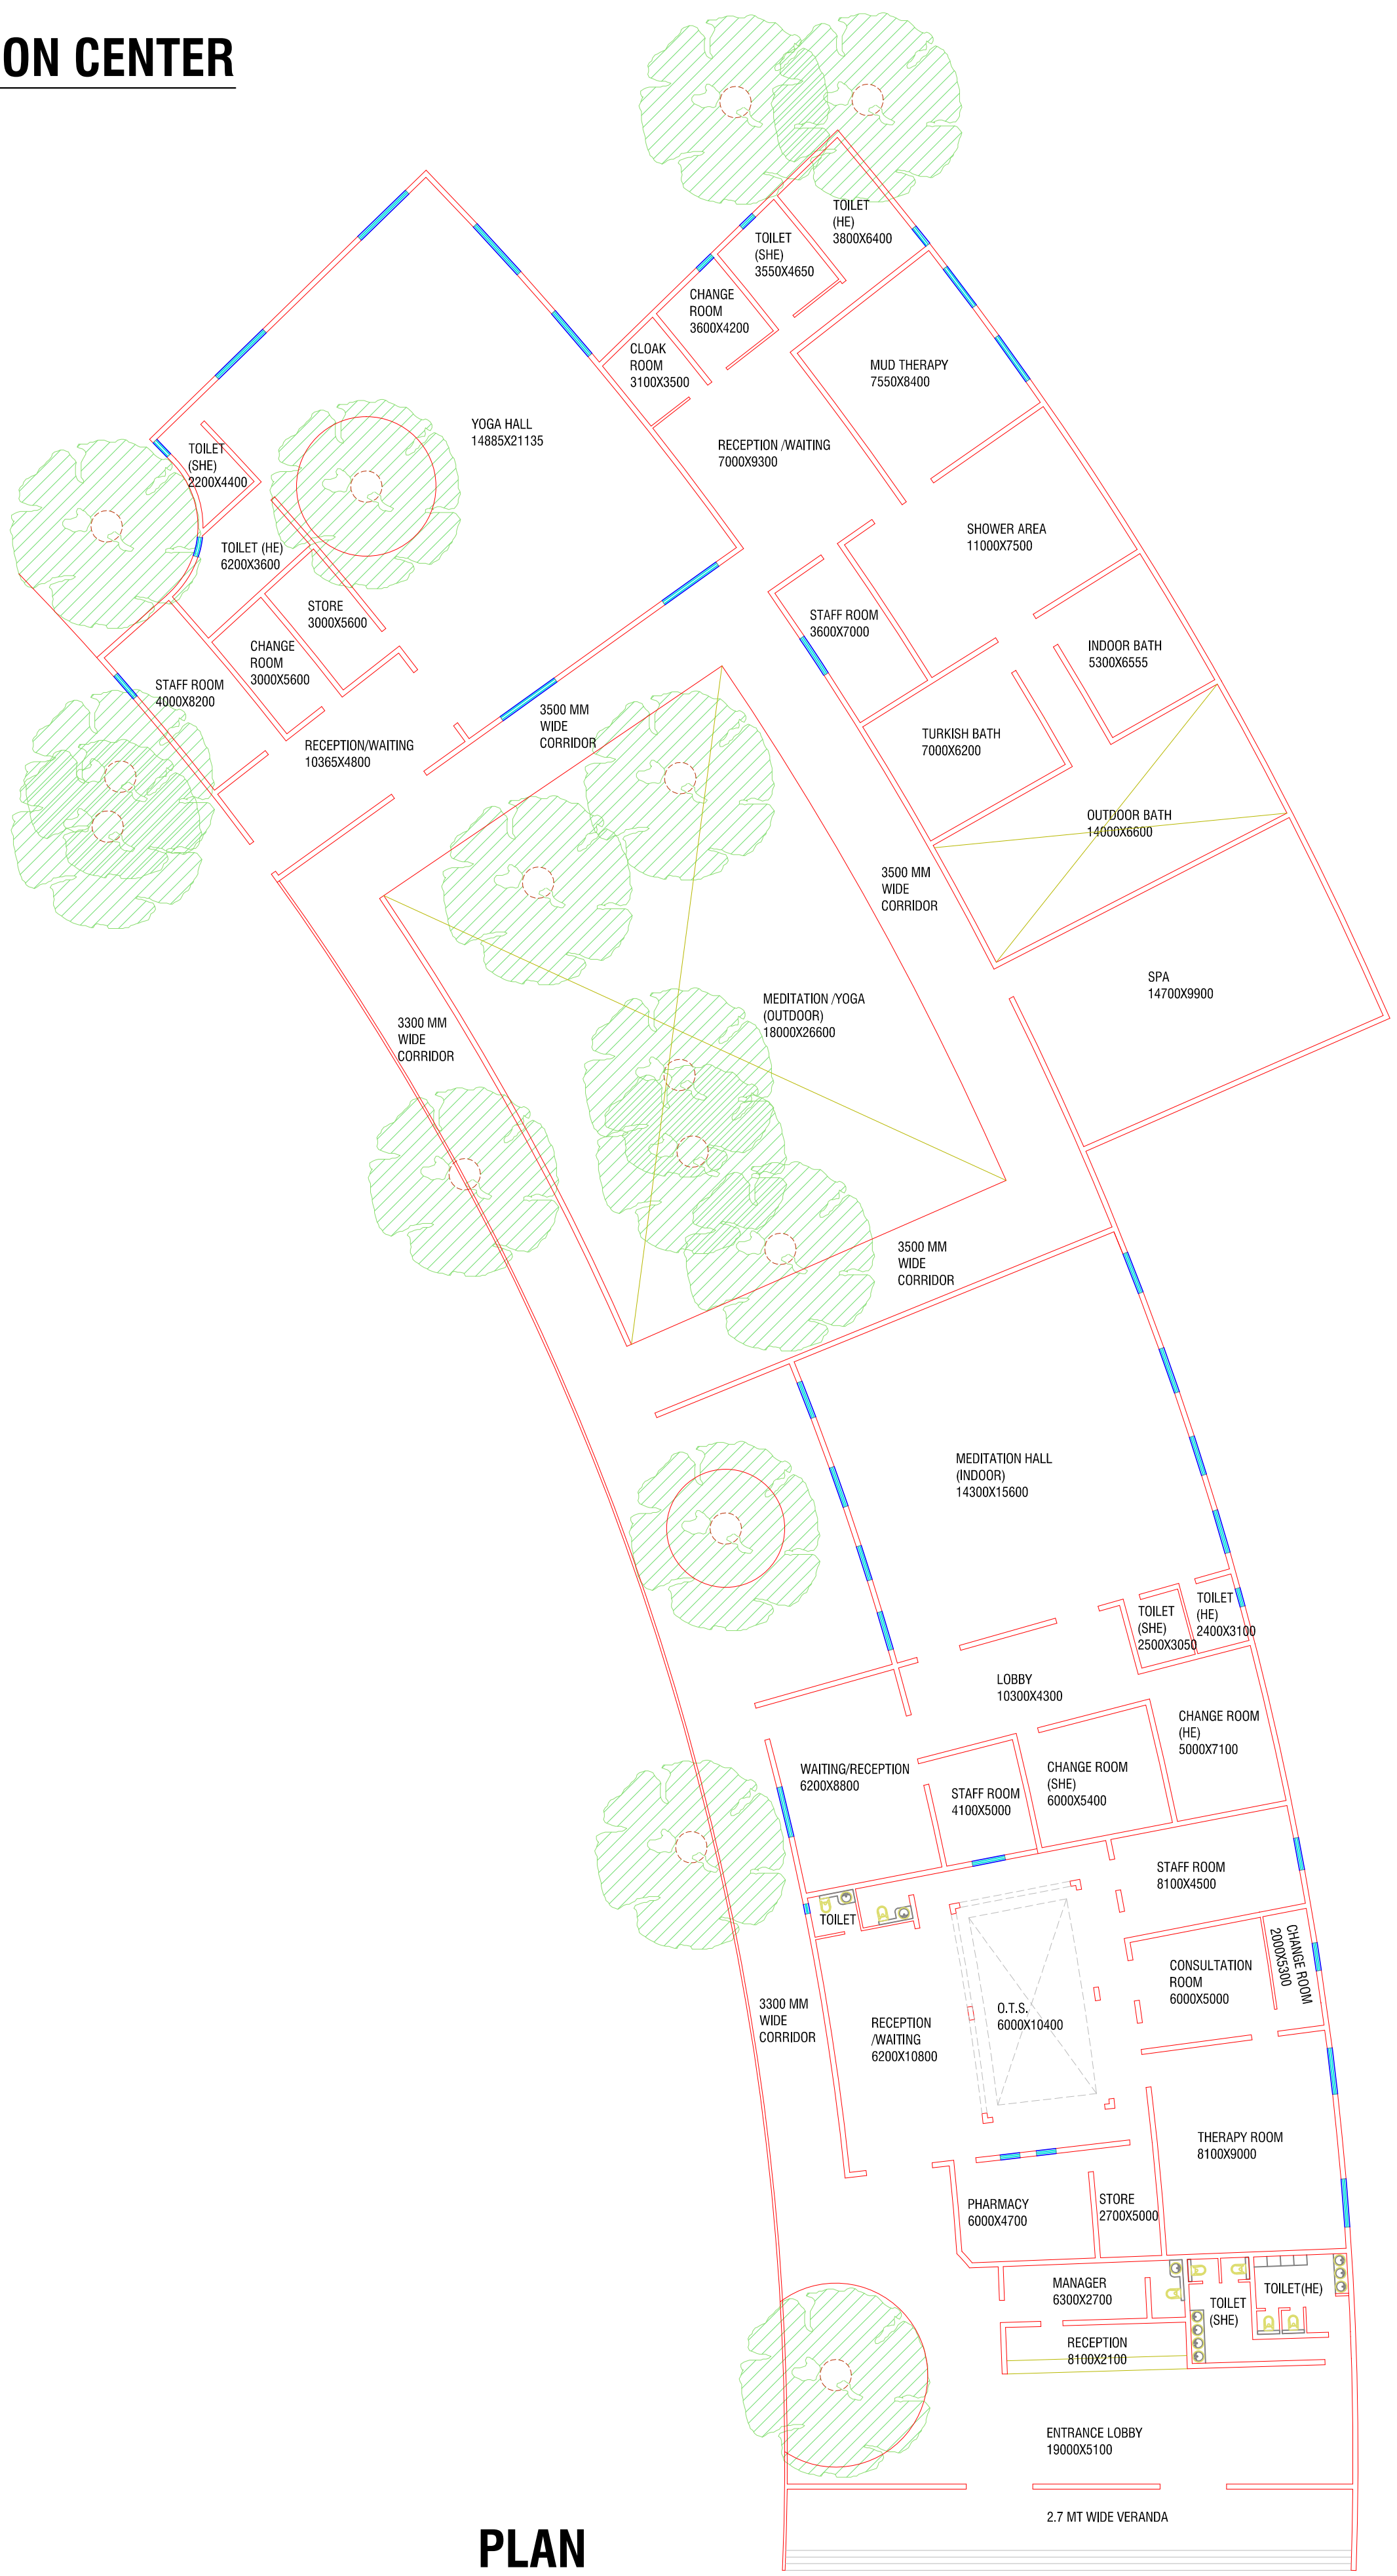 ON CENTER
TOILET
(HE)
3800X6400
TOILET
(SHE)
3550X4650
CHANGE
ROOM
3600X4200
CLOAK
ROOM
3100X3500
MUD THERAPY
7550X8400
YOGA HALL
14885X21135
RECEPTION /WAITING
7000X9300
TOILET
(SHE)
2200X4400
SHOWER AREA
11000X7500
TOILET (HE)
6200X3600
STORE
3000X5600
STAFF ROOM
3600X7000
CHANGE
ROOM
3000X5600
INDOOR BATH
5300X6555
STAFF ROOM
4000X8200
3500 MM
WIDE
CORRIDOR
TURKISH BATH
7000X6200
RECEPTION/WAITING
10365X4800
OUTDOOR BATH
14000X6600
3500 MM
WIDE
CORRIDOR
SPA
14700X9900
MEDITATION /YOGA
(OUTDOOR)
18000X26600
3300 MM
WIDE
CORRIDOR
3500 MM
WIDE
CORRIDOR
MEDITATION HALL
(INDOOR)
14300X15600
TOILET
(HE)
2400X3100
TOILET
(SHE)
2500X3050
LOBBY
10300X4300
CHANGE ROOM
(HE)
5000X7100
WAITING/RECEPTION
6200X8800
CHANGE ROOM
(SHE)
6000X5400
STAFF ROOM
4100X5000
STAFF ROOM
8100X4500
TOILET
CHANGE ROOM
2000X5300
CONSULTATION
ROOM
6000X5000
3300 MM
WIDE
CORRIDOR
O.T.S.
6000X10400
RECEPTION
/WAITING
6200X10800
THERAPY ROOM
8100X9000
PHARMACY
6000X4700
STORE
2700X5000
MANAGER
6300X2700
TOILET(HE)
TOILET
(SHE)
RECEPTION
8100X2100
ENTRANCE LOBBY
19000X5100
2.7 MT WIDE VERANDA
PLAN